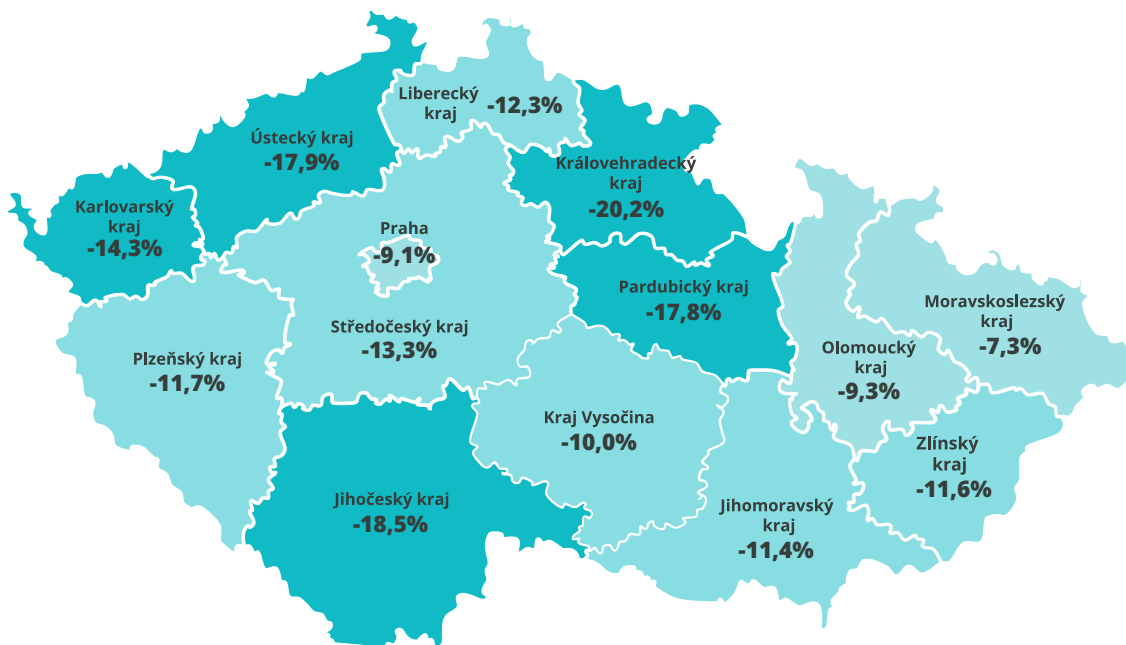 Liberecký
kraj
-12,3%
Ústecký kraj
-17,9%
Královehradecký
kraj
-20,2%
Karlovarský
kraj
-14,3%
Praha
-9,1%
Pardubický kraj
-17,8%
Moravskoslezský
kraj
-7,3%
Středočeský kraj
-13,3%
Plzeňský kraj
-11,7%
Olomoucký
kraj
-9,3%
Kraj Vysočina
-10,0%
Zlínský
kraj
-11,6%
Jihočeský kraj
-18,5%
Jihomoravský
kraj
-11,4%